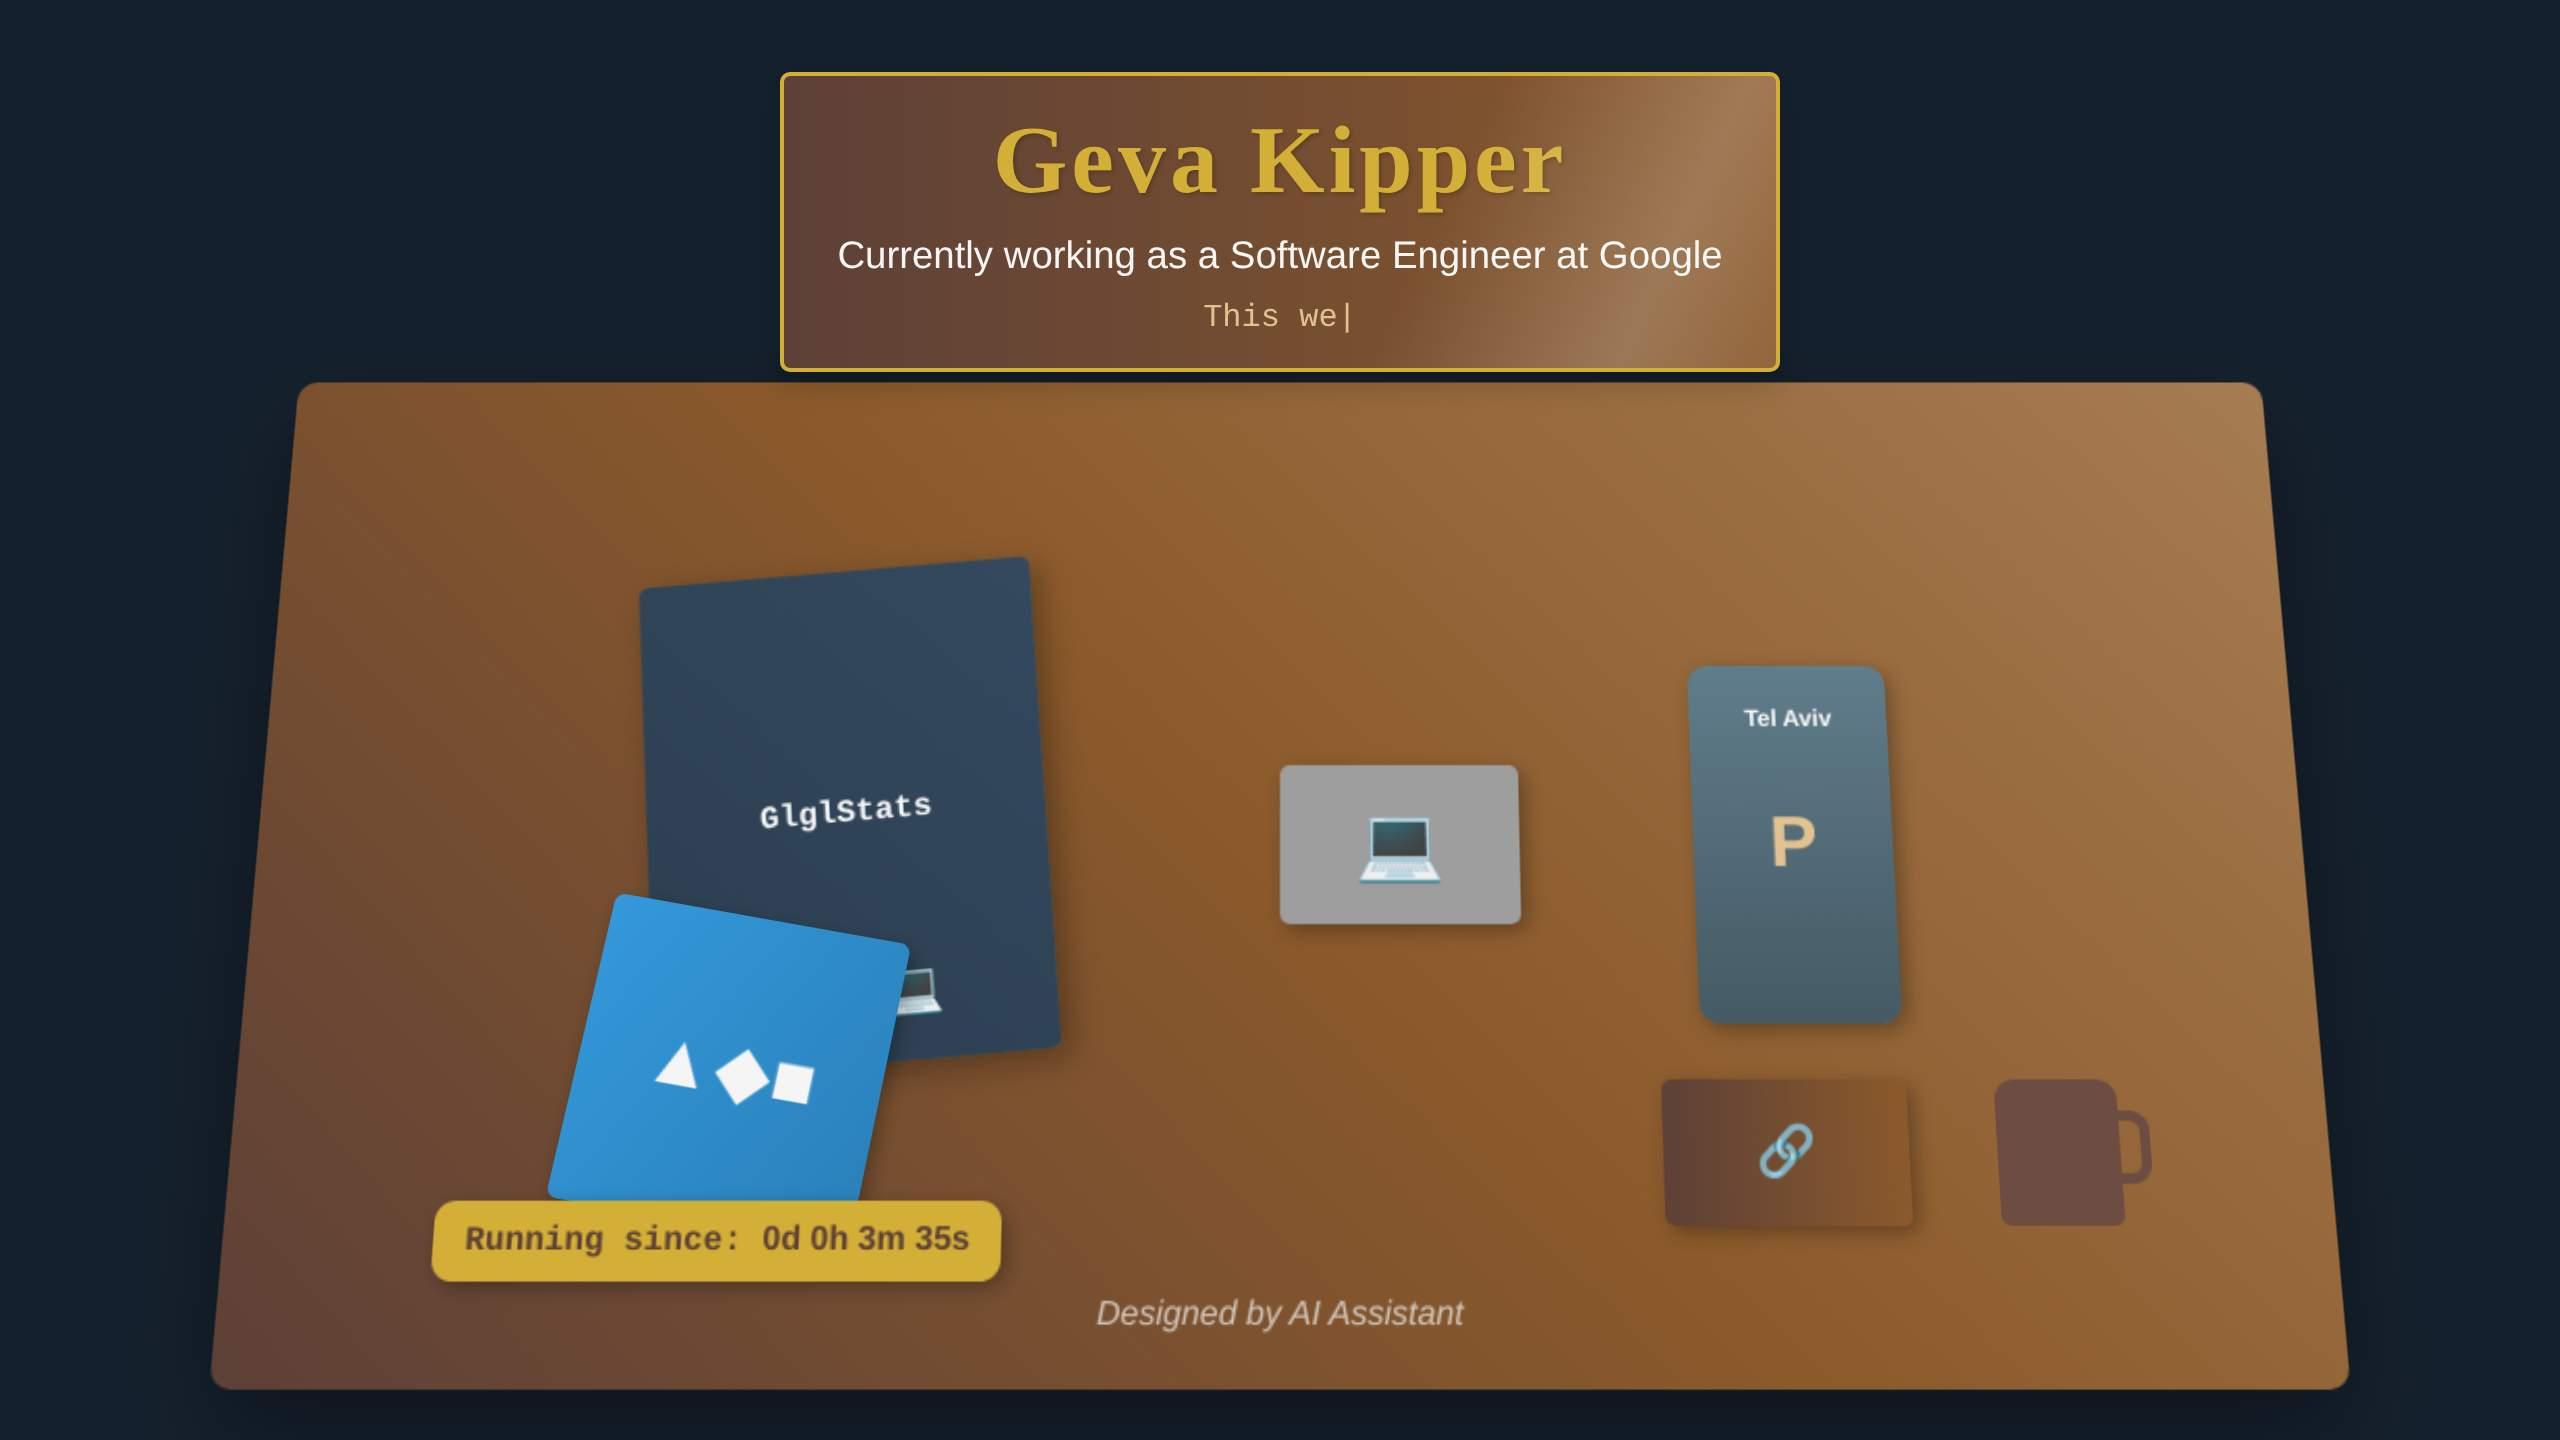 Geva Kipper
Currently working as a Software Engineer at Google
This we|
GlglStats
Tel Aviv
P
Running since: 0d 0h 3m 35s
Designed by AI Assistant